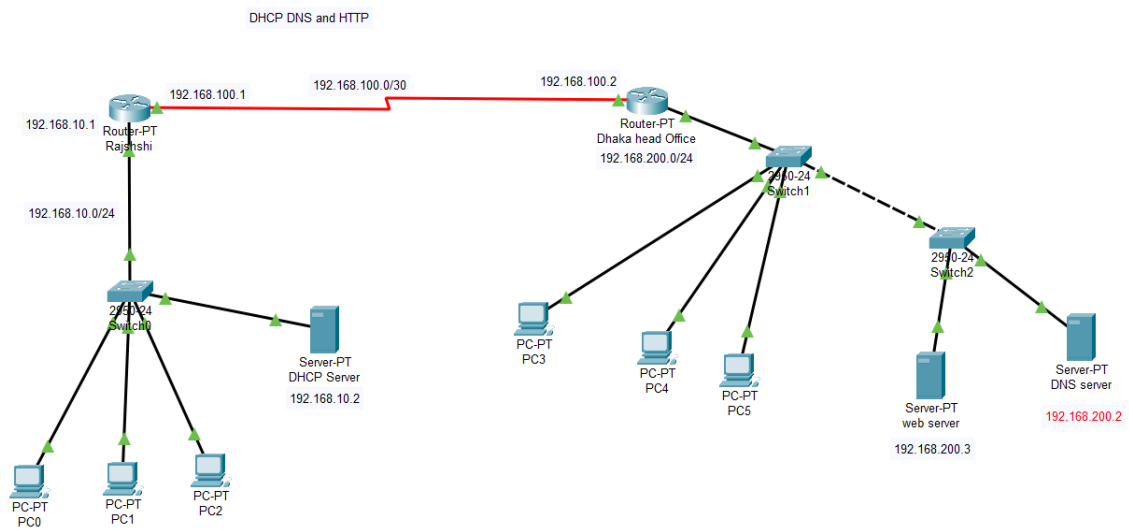 DHCP DNS and HTTP
192.168.100.1
192.168.100.0/30
192.168.100.2
192.168.10.1
Router-PT
Rajshshi
Router-PT
Dhaka head Office
192.168.200.0/24
2950-24
Switch1
192.168.10.0/24
2950-24
Switch2
2950-24
Switch0
Server-PT
DHCP Server
192.168.10.2
PC-PT
PC3
PC-PT
PC4
PC-PT
PC5
Server-PT
web server
192.168.200.3
Server-PT
DNS server
192.168.200.2
PC-PT
PC0
PC-PT
PC1
PC-PT
PC2